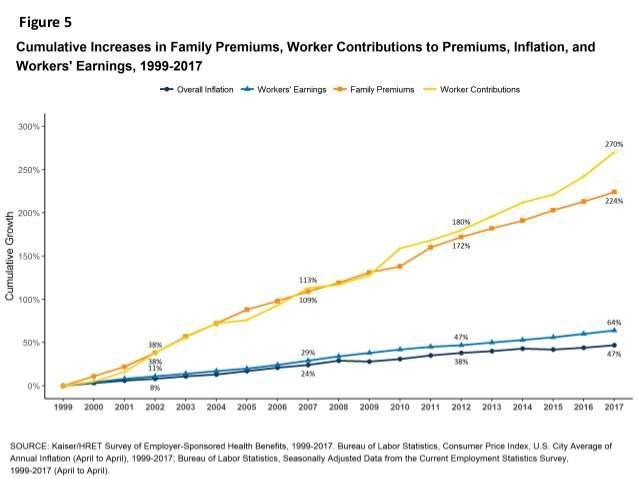 Figure 5
Cumulative Increases in Family Premiums, Worker Contributions to Premiums, Inflation, and
Workers' Earnings, 1999-2017
Overall Inflation Workers' Earnings Family Premiums Worker Contributions
300%
270%
250%
224%
200%
180%
172%
150%
113%
109%
100%
64%
50%
47%
47%
38%
38%
38%
29%
24%
11%
8%
0%
Cumulative Growth
1999 2000 2001 2002 2003 2004 2005 2006 2007 2008 2009 2010 2011 2012 2013 2014 2015 2016 2017
SOURCE: Kaiser/HRET Survey of Employer-Sponsored Health Benefits, 1999-2017. Bureau of Labor Statistics, Consumer Price Index, U.S. City Average of
Annual Inflation (April to April), 1999-2017; Bureau of Labor Statistics, Seasonally Adjusted Data from the Current Employment Statistics Survey,
1999-2017 (April to April).